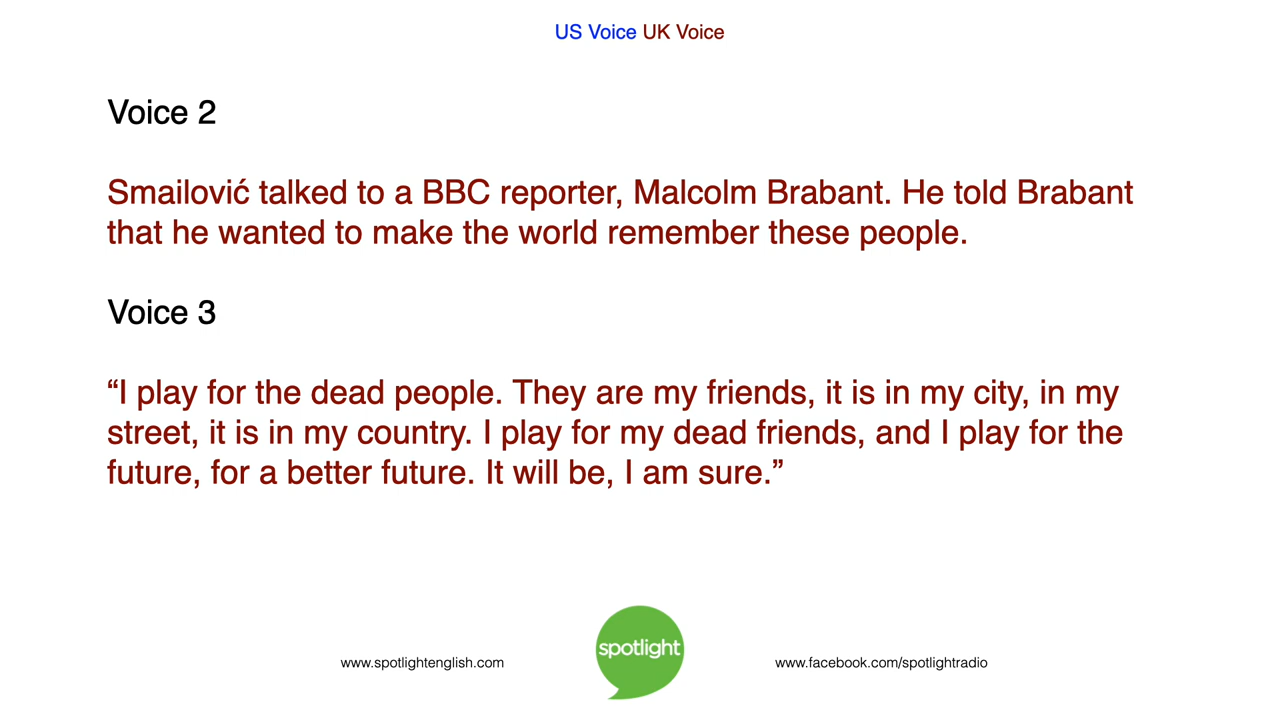 US Voice UK Voice
Voice 2
Smailović talked to a BBC reporter, Malcolm Brabant. He told Brabant
that he wanted to make the world remember these people.
Voice 3
“I play for the dead people. They are my friends, it is in my city, in my
street, it is in my country. I play for my dead friends, and I play for the
future, for a better future. It will be, I am sure.”
www.spotlightenglish.com
spotlight
www.facebook.com/spotlightradio